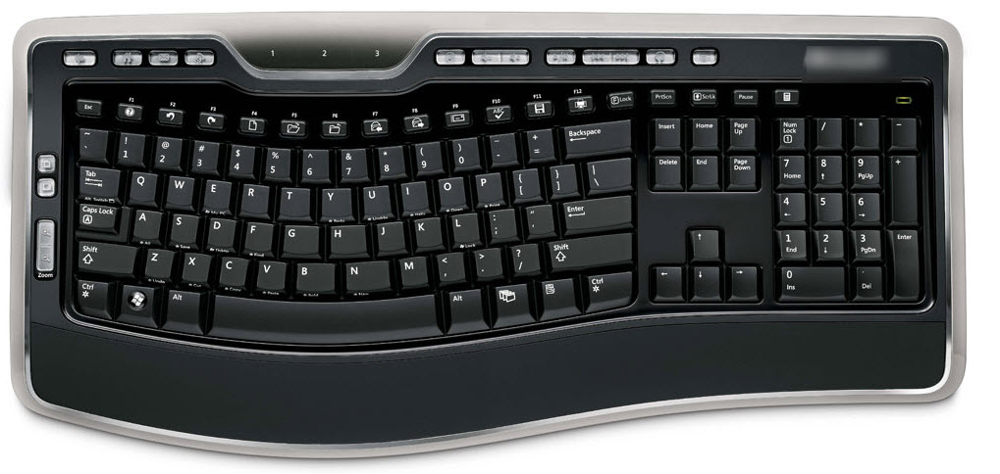 1 2 3
Esc F1 F2 F3 F4 F5 F6 F7 F8 F9 F10 F11 F12 F Lock PrtScn ScrLk Pause
~ ! 1 @ 2 # 3 $ 4 % 5 ^ 6 & 7 * 8 ( 9 ) 0 - + = Backspace Insert Home Page Up Num Lock 1 / * -
Tab Q W E R T Y U I O P { [ } ] | \ Delete End Page Down 7 Home 8 ↑ 9 PgUp +
Caps Lock A A S D F G H J K L : ; " ' Enter 4 ← 5 6 →
Shift Z X C V B N M < , > . ? / Shift ↑ 1 End 2 ↓ 3 PgDn Enter
Ctrl Alt Alt Ctrl ← ↓ → 0 Ins . Del
Zoom